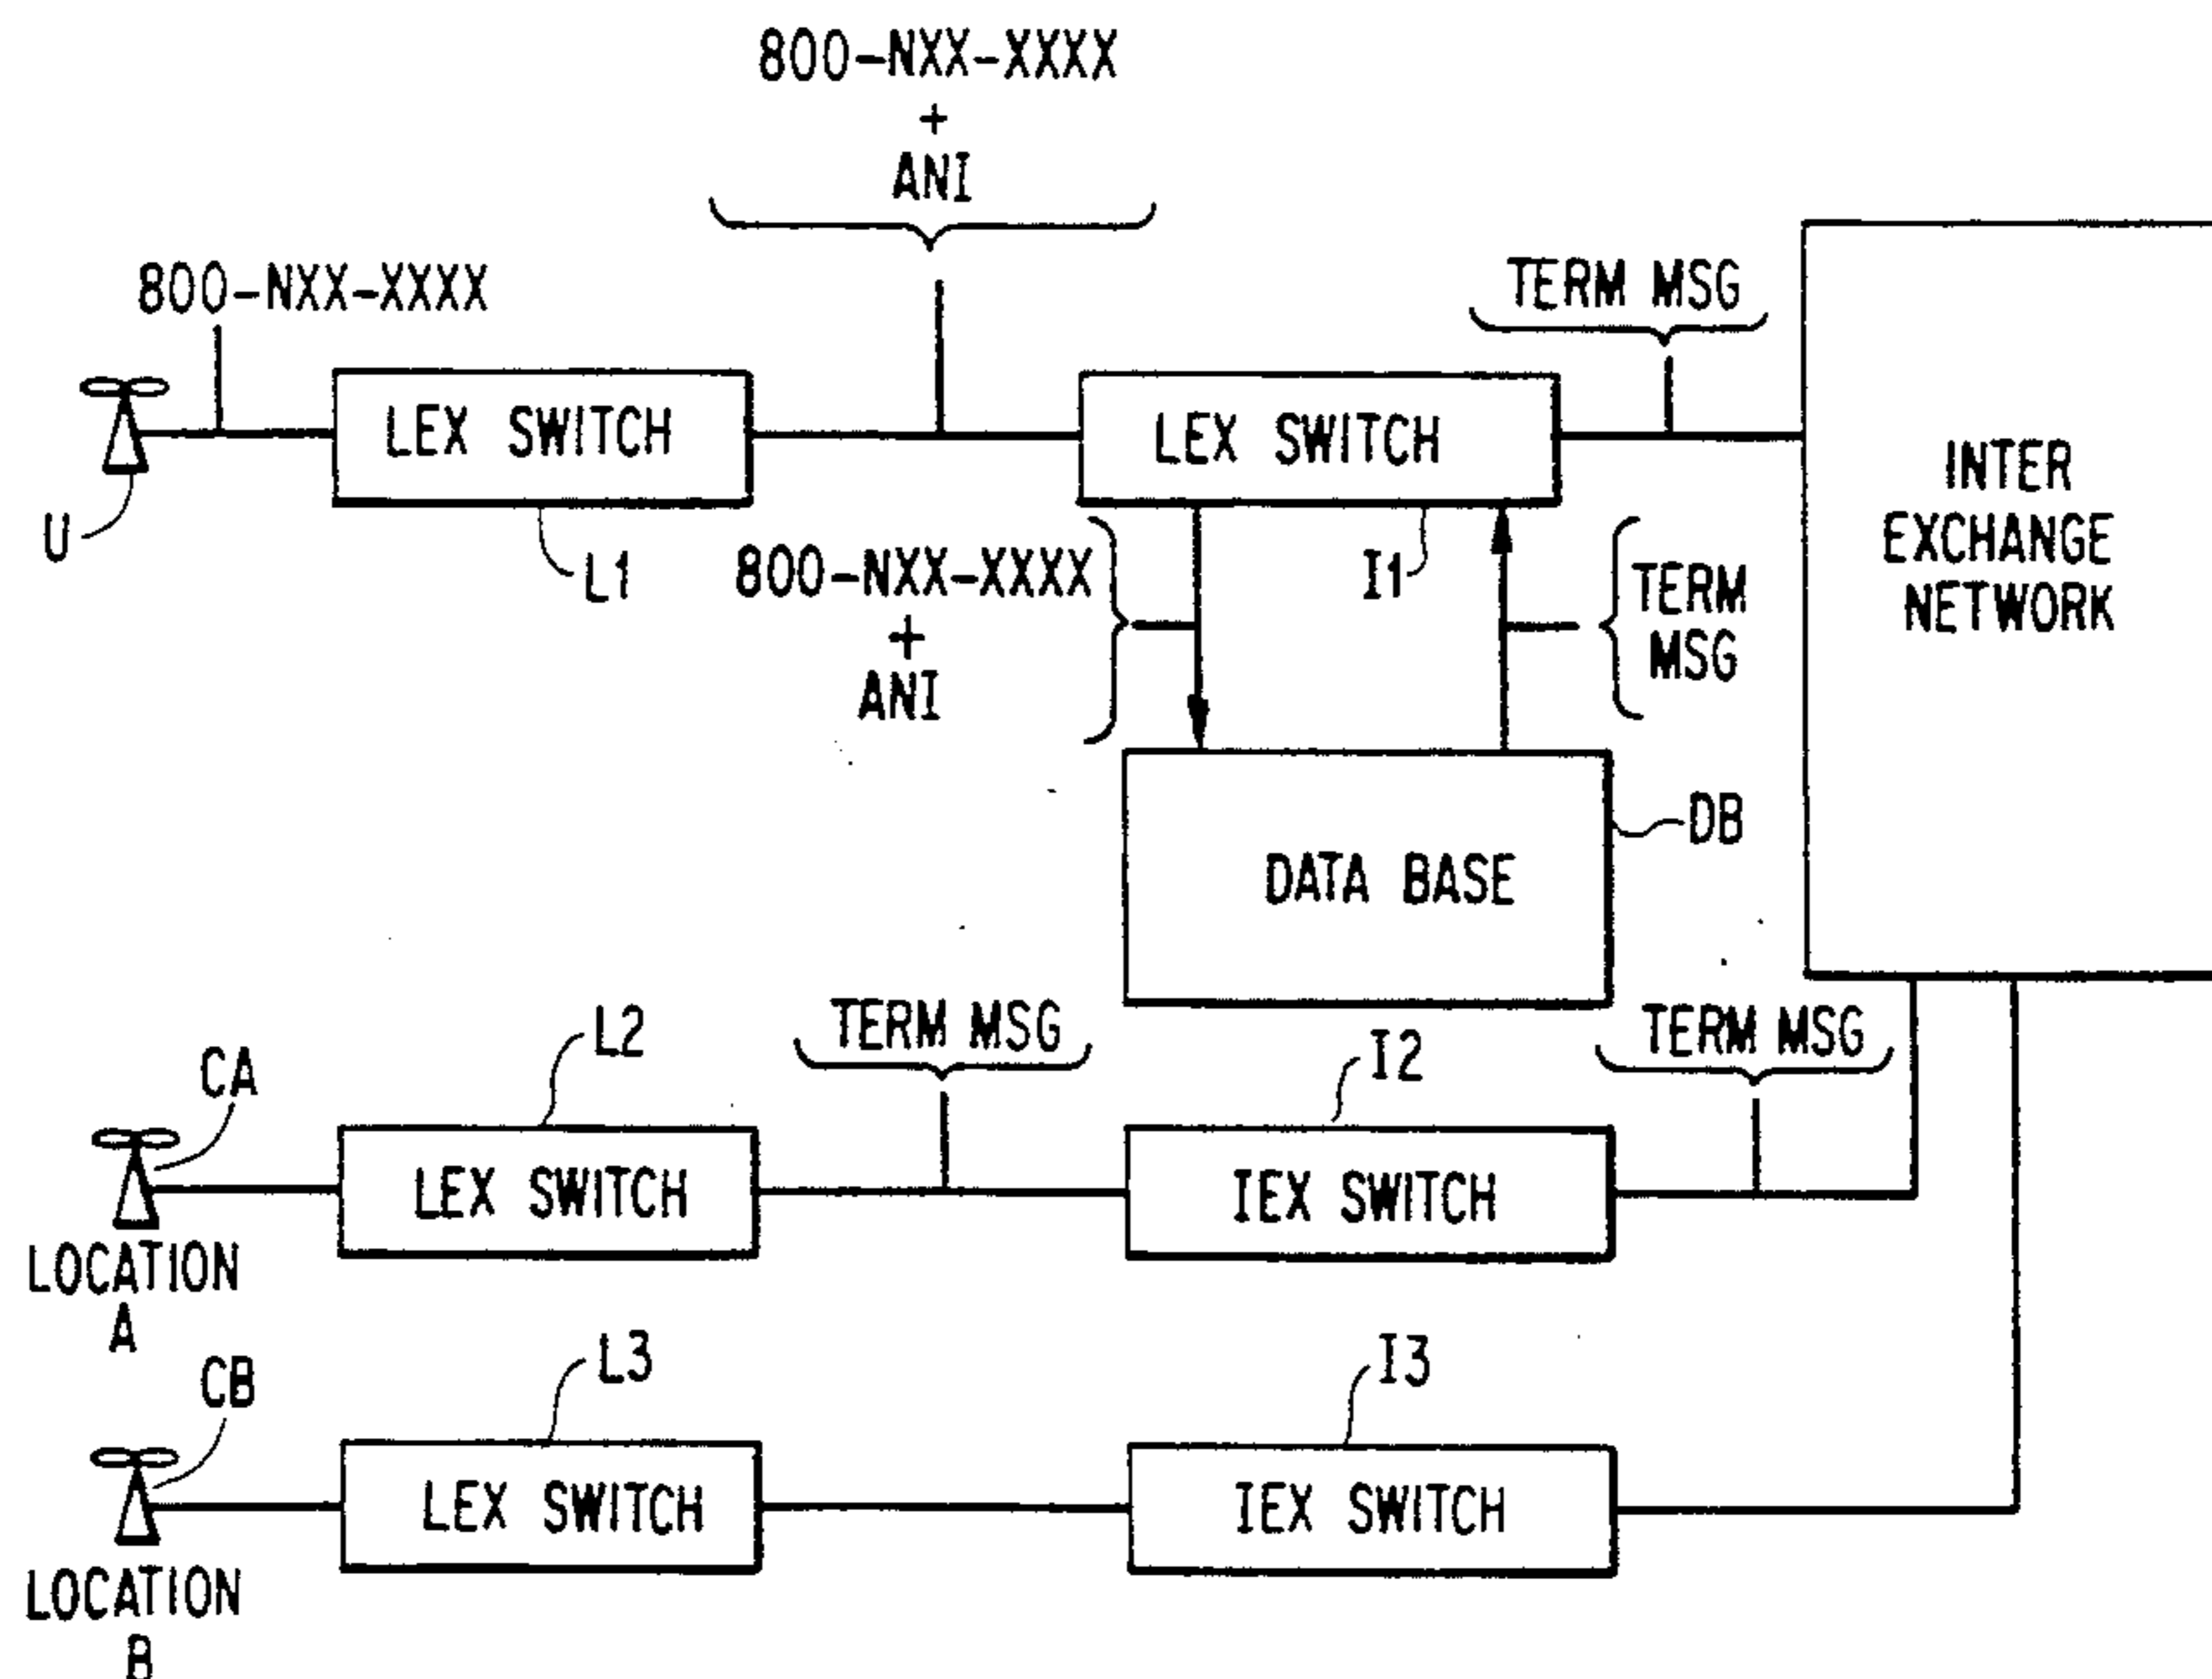 800-NXX-XXXX
+
ANI
800-NXX-XXXX
TERM MSG
LEX SWITCH
LEX SWITCH
INTER
EXCHANGE
NETWORK
U
L1
800-NXX-XXXX
+
ANI
I1
TERM
MSG
DATA BASE
DB
CA
L2
TERM MSG
I2
TERM MSG
LEX SWITCH
IEX SWITCH
LOCATION
A
CB
L3
I3
LEX SWITCH
IEX SWITCH
LOCATION
B